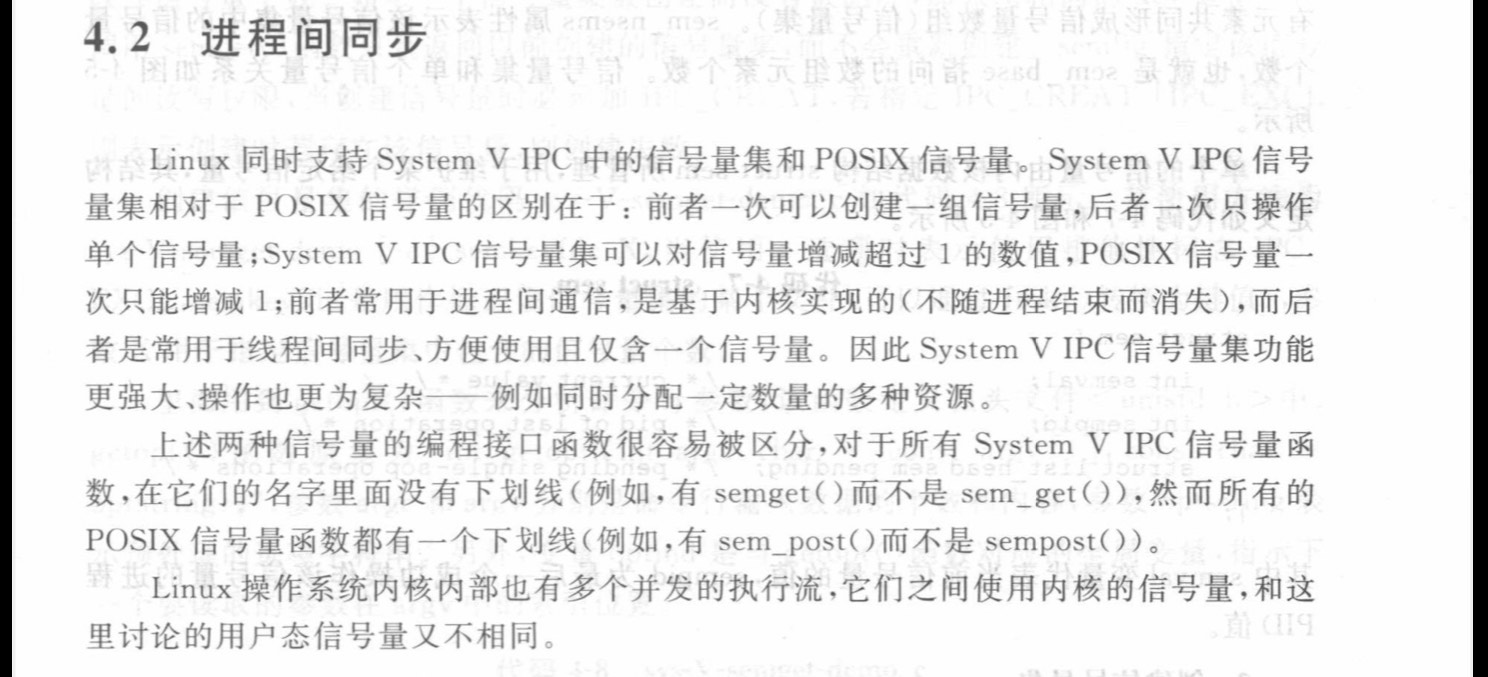 4.2 进程间同步
Linux 同时支持 System V IPC 中的信号量集和 POSIX 信号量。System V IPC 信号
量集相对于 POSIX 信号量的区别在于：前者一次可以创建一组信号量，后者一次只操作
单个信号量；System V IPC 信号量集可以对信号量增减超过 1 的数值，POSIX 信号量一
次只能增减 1；前者常用于进程间通信，是基于内核实现的(不随进程结束而消失)，而后
者是常用于线程间同步、方便使用且仅含一个信号量。因此 System V IPC 信号量集功能
更强大、操作也更为复杂——例如同时分配一定数量的多种资源。
上述两种信号量的编程接口函数很容易被区分，对于所有 System V IPC 信号量函
数，在它们的名字里面没有下划线(例如，有 semget()而不是 sem_get())，然而所有的
POSIX 信号量函数都有一个下划线(例如，有 sem_post()而不是 sempost())。
Linux 操作系统内核内部也有多个并发的执行流，它们之间使用内核的信号量，和这
里讨论的用户态信号量又不相同。